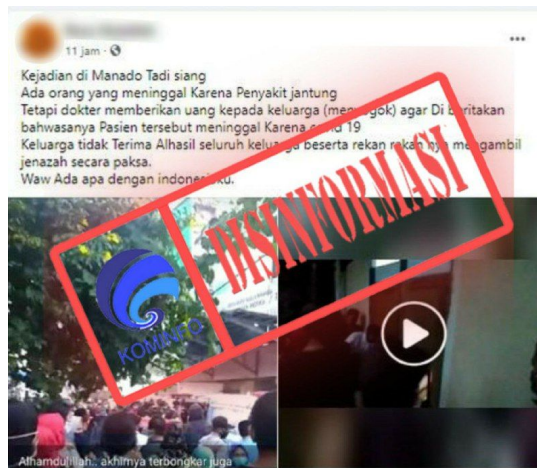 11 jam
Kejadian di Manado Tadi siang
Ada orang yang meninggal Karena Penyakit jantung
Tetapi dokter memberikan uang kepada keluarga agar Di Beritakan
bahwasanya Pasien tersebut meninggal Karena covid 19
Keluarga tidak Terima Alhasil seluruh keluarga beserta rekan rekan nya mengambil
jenazah secara paksa.
Waw Ada apa dengan indonesiaku.
DISINFORMASI
KOMINFO
Alhamdulillah.. akhirnya terbongkar juga